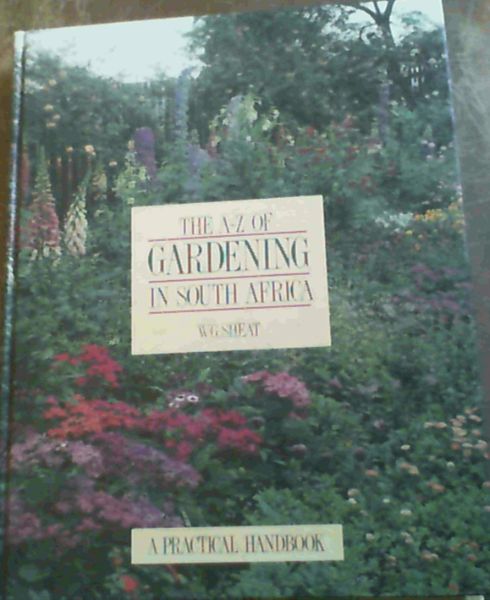 THE A-Z OF
GARDENING
IN SOUTH AFRICA
W.G. SHEAT
A PRACTICAL HANDBOOK